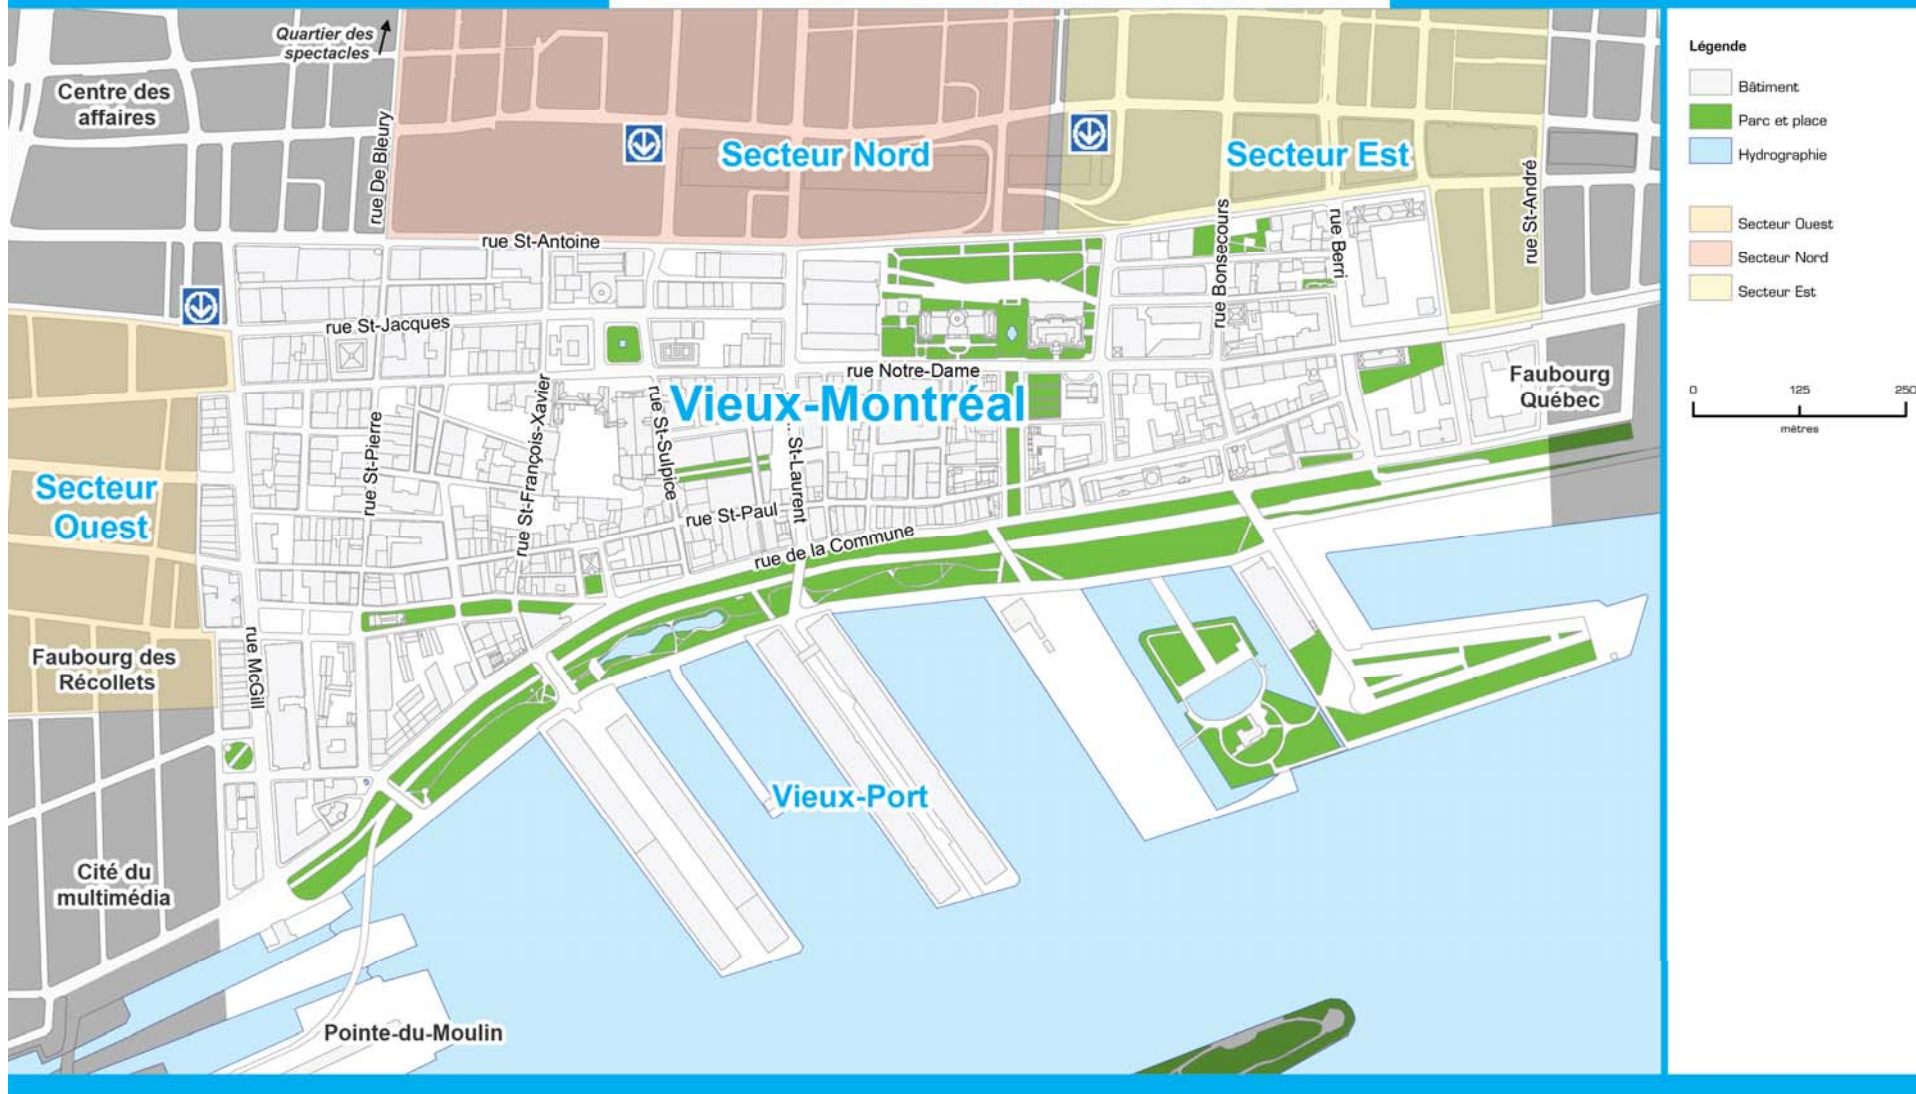 Quartier des
spectacles
Centre des
affaires
rue De Bleury
Secteur Nord
Secteur Est
rue St-André
rue St-Antoine
rue Bonsecours
rue Berri
rue St-Jacques
rue Notre-Dame
Vieux-Montréal
Faubourg
Québec
rue St-Pierre
rue St-François-Xavier
rue St-Sulpice
... St-Laurent
Secteur
Ouest
rue St-Paul
rue de la Commune
Faubourg des
Récollets
rue McGill
Vieux-Port
Cité du
multimédia
Pointe-du-Moulin
Légende
Bâtiment
Parc et place
Hydrographie
Secteur Ouest
Secteur Nord
Secteur Est
0 125 250
mètres